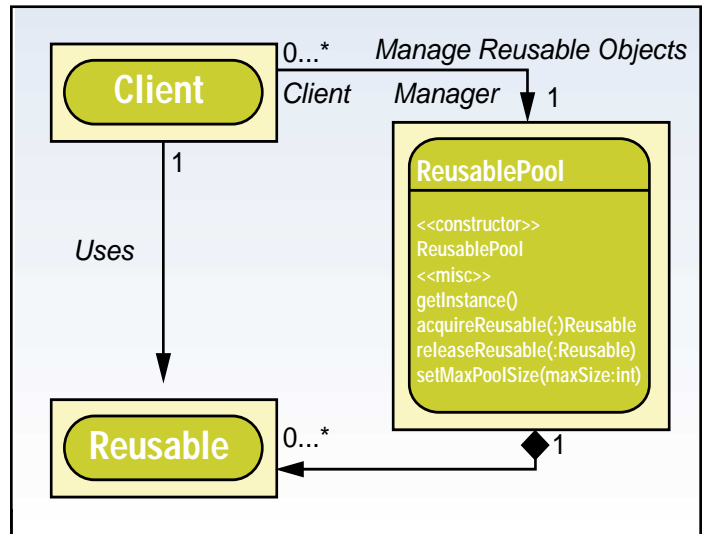 0...* Manage Reusable Objects
Client
Client Manager 1
1
ReusablePool
<<constructor>>
ReusablePool
<<misc>>
getInstance()
acquireReusable(:)Reusable
releaseReusable(:Reusable)
setMaxPoolSize(maxSize:int)
Uses
Reusable
0...*
1